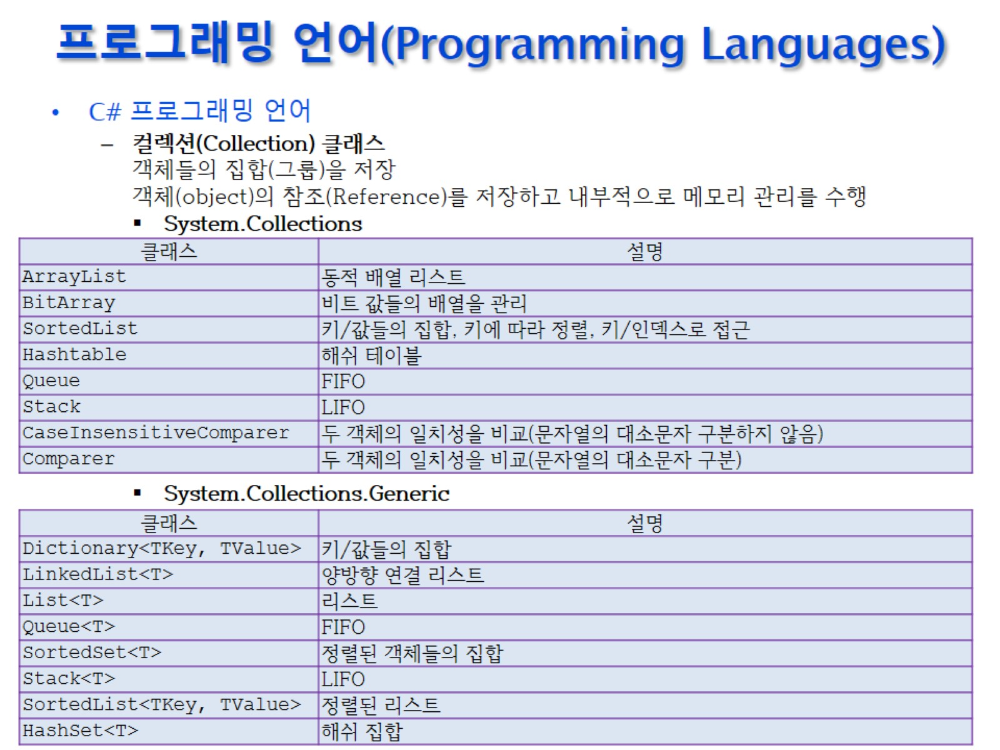 프로그래밍 언어(Programming Languages)
• C# 프로그래밍 언어
– 컬렉션(Collection) 클래스
객체들의 집합(그룹)을 저장
객체(object)의 참조(Reference)를 저장하고 내부적으로 메모리 관리를 수행
▪ System.Collections
클래스 설명
ArrayList 동적 배열 리스트
BitArray 비트 값들의 배열을 관리
SortedList 키/값들의 집합, 키에 따라 정렬, 키/인덱스로 접근
Hashtable 해쉬 테이블
Queue FIFO
Stack LIFO
CaseInsensitiveComparer 두 객체의 일치성을 비교(문자열의 대소문자 구분하지 않음)
Comparer 두 객체의 일치성을 비교(문자열의 대소문자 구분)
▪ System.Collections.Generic
클래스 설명
Dictionary<TKey, TValue> 키/값들의 집합
LinkedList<T> 양방향 연결 리스트
List<T> 리스트
Queue<T> FIFO
SortedSet<T> 정렬된 객체들의 집합
Stack<T> LIFO
SortedList<TKey, TValue> 정렬된 리스트
HashSet<T> 해쉬 집합